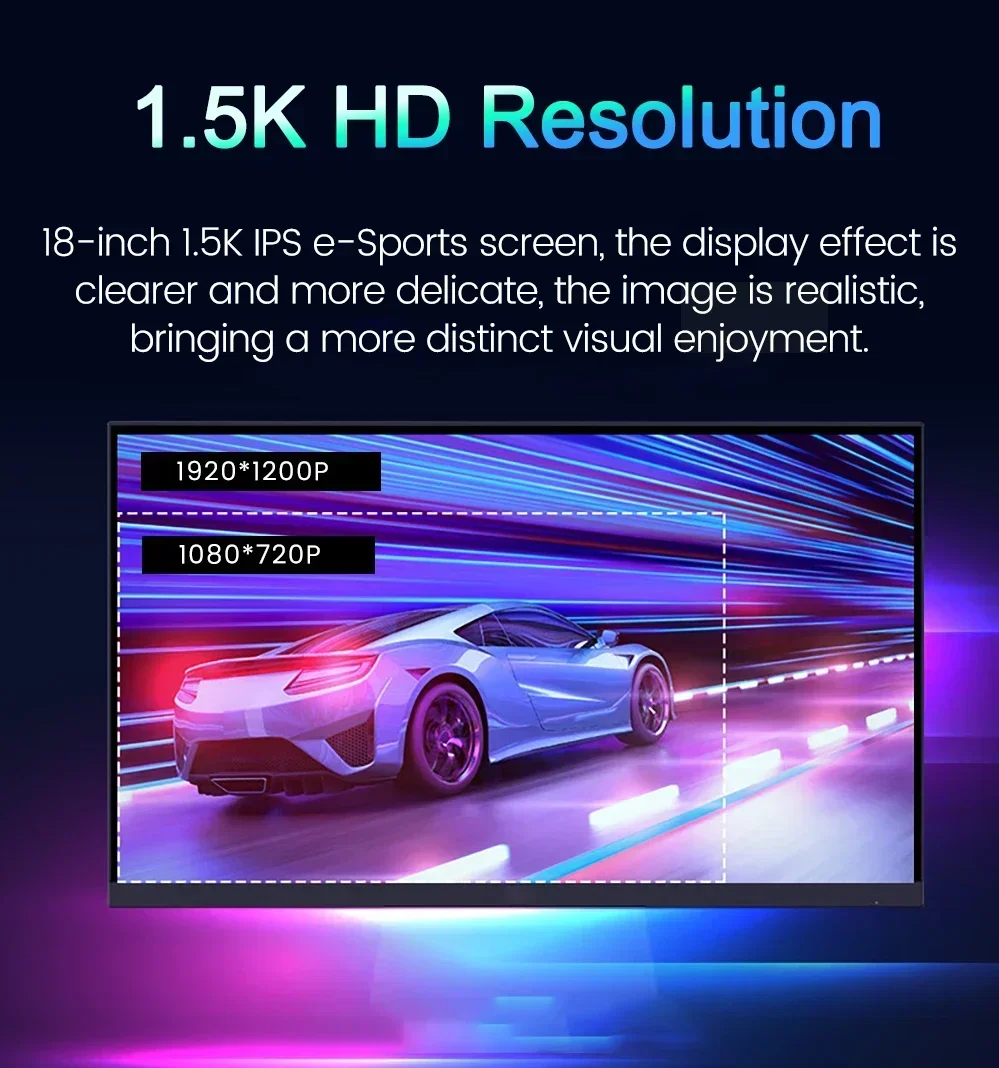 1.5K HD Resolution
18-inch 1.5K IPS e-Sports screen, the display effect is
clearer and more delicate, the image is realistic,
bringing a more distinct visual enjoyment.
1920*1200P
1080*720P